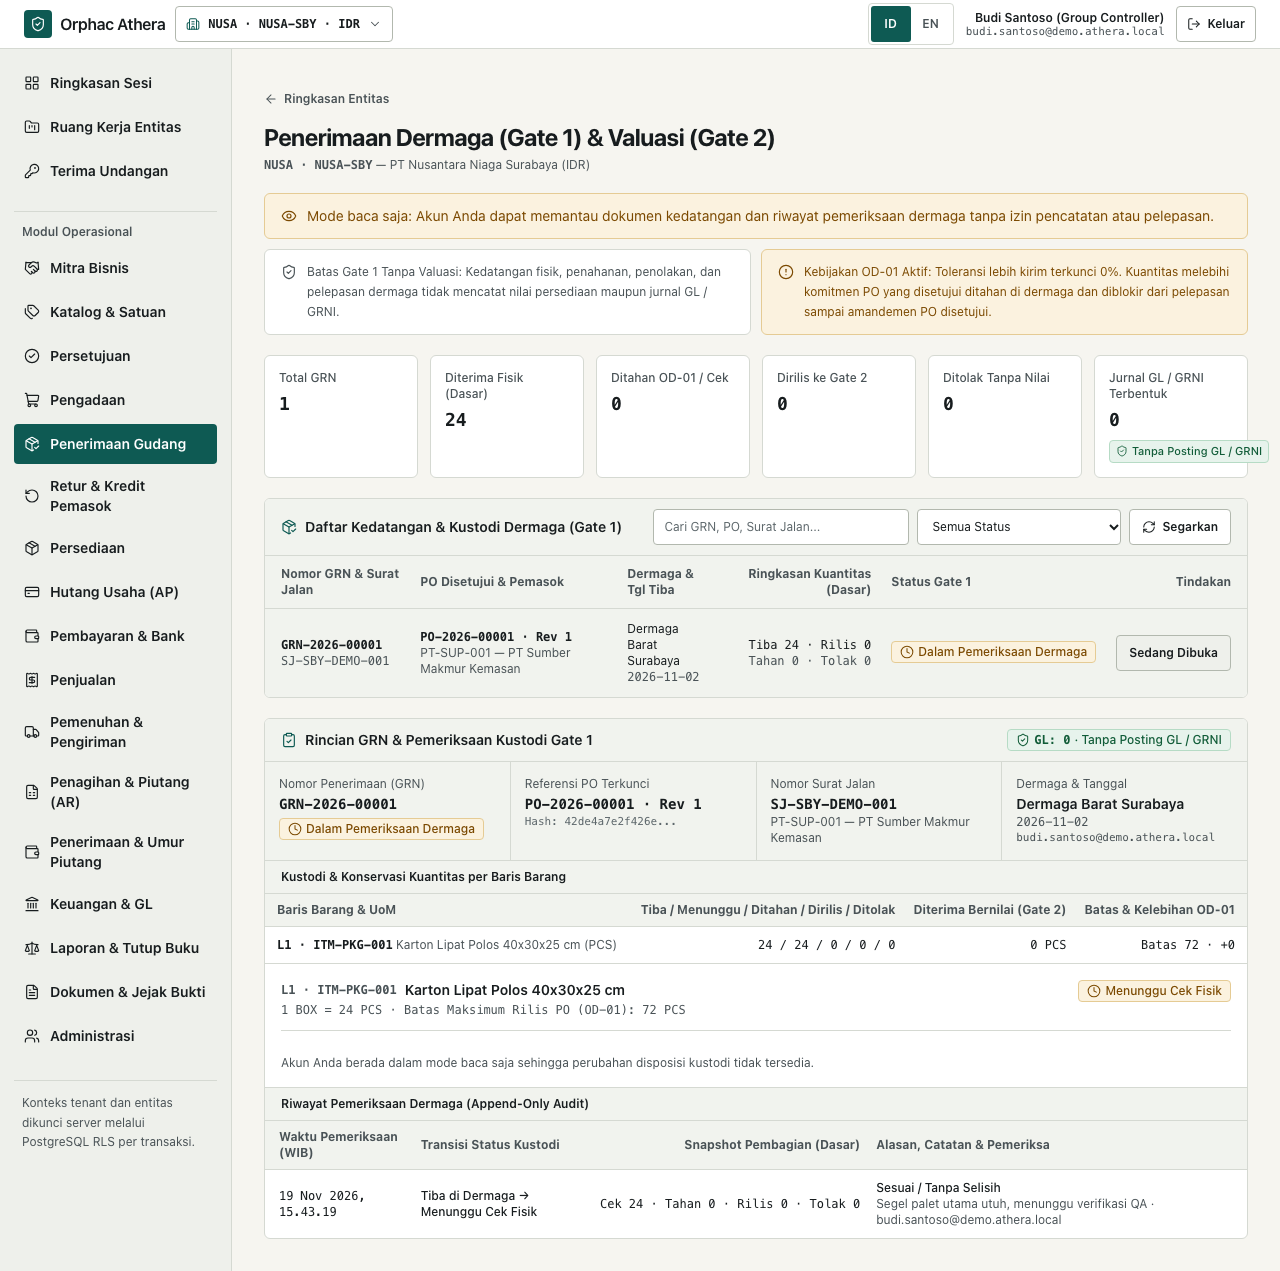 Orphac Athera
NUSA · NUSA-SBY · IDR
ID
EN
Budi Santoso (Group Controller)
budi.santoso@demo.athera.local
Keluar
Ringkasan Sesi
Ruang Kerja Entitas
Terima Undangan
Modul Operasional
Mitra Bisnis
Katalog & Satuan
Persetujuan
Pengadaan
Penerimaan Gudang
Retur & Kredit
Pemasok
Persediaan
Hutang Usaha (AP)
Pembayaran & Bank
Penjualan
Pemenuhan &
Pengiriman
Penagihan & Piutang
(AR)
Penerimaan & Umur
Piutang
Keuangan & GL
Laporan & Tutup Buku
Dokumen & Jejak Bukti
Administrasi
Konteks tenant dan entitas
dikunci server melalui
PostgreSQL RLS per transaksi.
Ringkasan Entitas
Penerimaan Dermaga (Gate 1) & Valuasi (Gate 2)
NUSA · NUSA-SBY — PT Nusantara Niaga Surabaya (IDR)
Mode baca saja: Akun Anda dapat memantau dokumen kedatangan dan riwayat pemeriksaan dermaga tanpa izin pencatatan atau pelepasan.
Batas Gate 1 Tanpa Valuasi: Kedatangan fisik, penahanan, penolakan, dan
pelepasan dermaga tidak mencatat nilai persediaan maupun jurnal GL /
GRNI.
Kebijakan OD-01 Aktif: Toleransi lebih kirim terkunci 0%. Kuantitas melebihi
komitmen PO yang disetujui ditahan di dermaga dan diblokir dari pelepasan
sampai amandemen PO disetujui.
Total GRN
1
Diterima Fisik
(Dasar)
24
Ditahan OD-01 / Cek
0
Dirilis ke Gate 2
0
Ditolak Tanpa Nilai
0
Jurnal GL / GRNI
Terbentuk
0
Tanpa Posting GL / GRNI
Daftar Kedatangan & Kustodi Dermaga (Gate 1)
Cari GRN, PO, Surat Jalan...
Semua Status
Segarkan
Nomor GRN & Surat
Jalan
PO Disetujui & Pemasok
Dermaga &
Tgl Tiba
Ringkasan Kuantitas
(Dasar)
Status Gate 1
Tindakan
GRN-2026-00001
SJ-SBY-DEMO-001
PO-2026-00001 · Rev 1
PT-SUP-001 — PT Sumber
Makmur Kemasan
Dermaga
Barat
Surabaya
2026-11-02
Tiba 24 · Rilis 0
Tahan 0 · Tolak 0
Dalam Pemeriksaan Dermaga
Sedang Dibuka
Rincian GRN & Pemeriksaan Kustodi Gate 1
GL: 0 · Tanpa Posting GL / GRNI
Nomor Penerimaan (GRN)
GRN-2026-00001
Dalam Pemeriksaan Dermaga
Referensi PO Terkunci
PO-2026-00001 · Rev 1
Hash: 42de4a7e2f426e...
Nomor Surat Jalan
SJ-SBY-DEMO-001
PT-SUP-001 — PT Sumber Makmur
Kemasan
Dermaga & Tanggal
Dermaga Barat Surabaya
2026-11-02
budi.santoso@demo.athera.local
Kustodi & Konservasi Kuantitas per Baris Barang
Baris Barang & UoM
Tiba / Menunggu / Ditahan / Dirilis / Ditolak
Diterima Bernilai (Gate 2)
Batas & Kelebihan OD-01
L1 · ITM-PKG-001 Karton Lipat Polos 40x30x25 cm (PCS)
24 / 24 / 0 / 0 / 0
0 PCS
Batas 72 · +0
L1 · ITM-PKG-001 Karton Lipat Polos 40x30x25 cm
1 BOX = 24 PCS · Batas Maksimum Rilis PO (OD-01): 72 PCS
Menunggu Cek Fisik
Akun Anda berada dalam mode baca saja sehingga perubahan disposisi kustodi tidak tersedia.
Riwayat Pemeriksaan Dermaga (Append-Only Audit)
Waktu Pemeriksaan
(WIB)
Transisi Status Kustodi
Snapshot Pembagian (Dasar)
Alasan, Catatan & Pemeriksa
19 Nov 2026,
15.43.19
Tiba di Dermaga →
Menunggu Cek Fisik
Cek 24 · Tahan 0 · Rilis 0 · Tolak 0
Sesuai / Tanpa Selisih
Segel palet utama utuh, menunggu verifikasi QA ·
budi.santoso@demo.athera.local